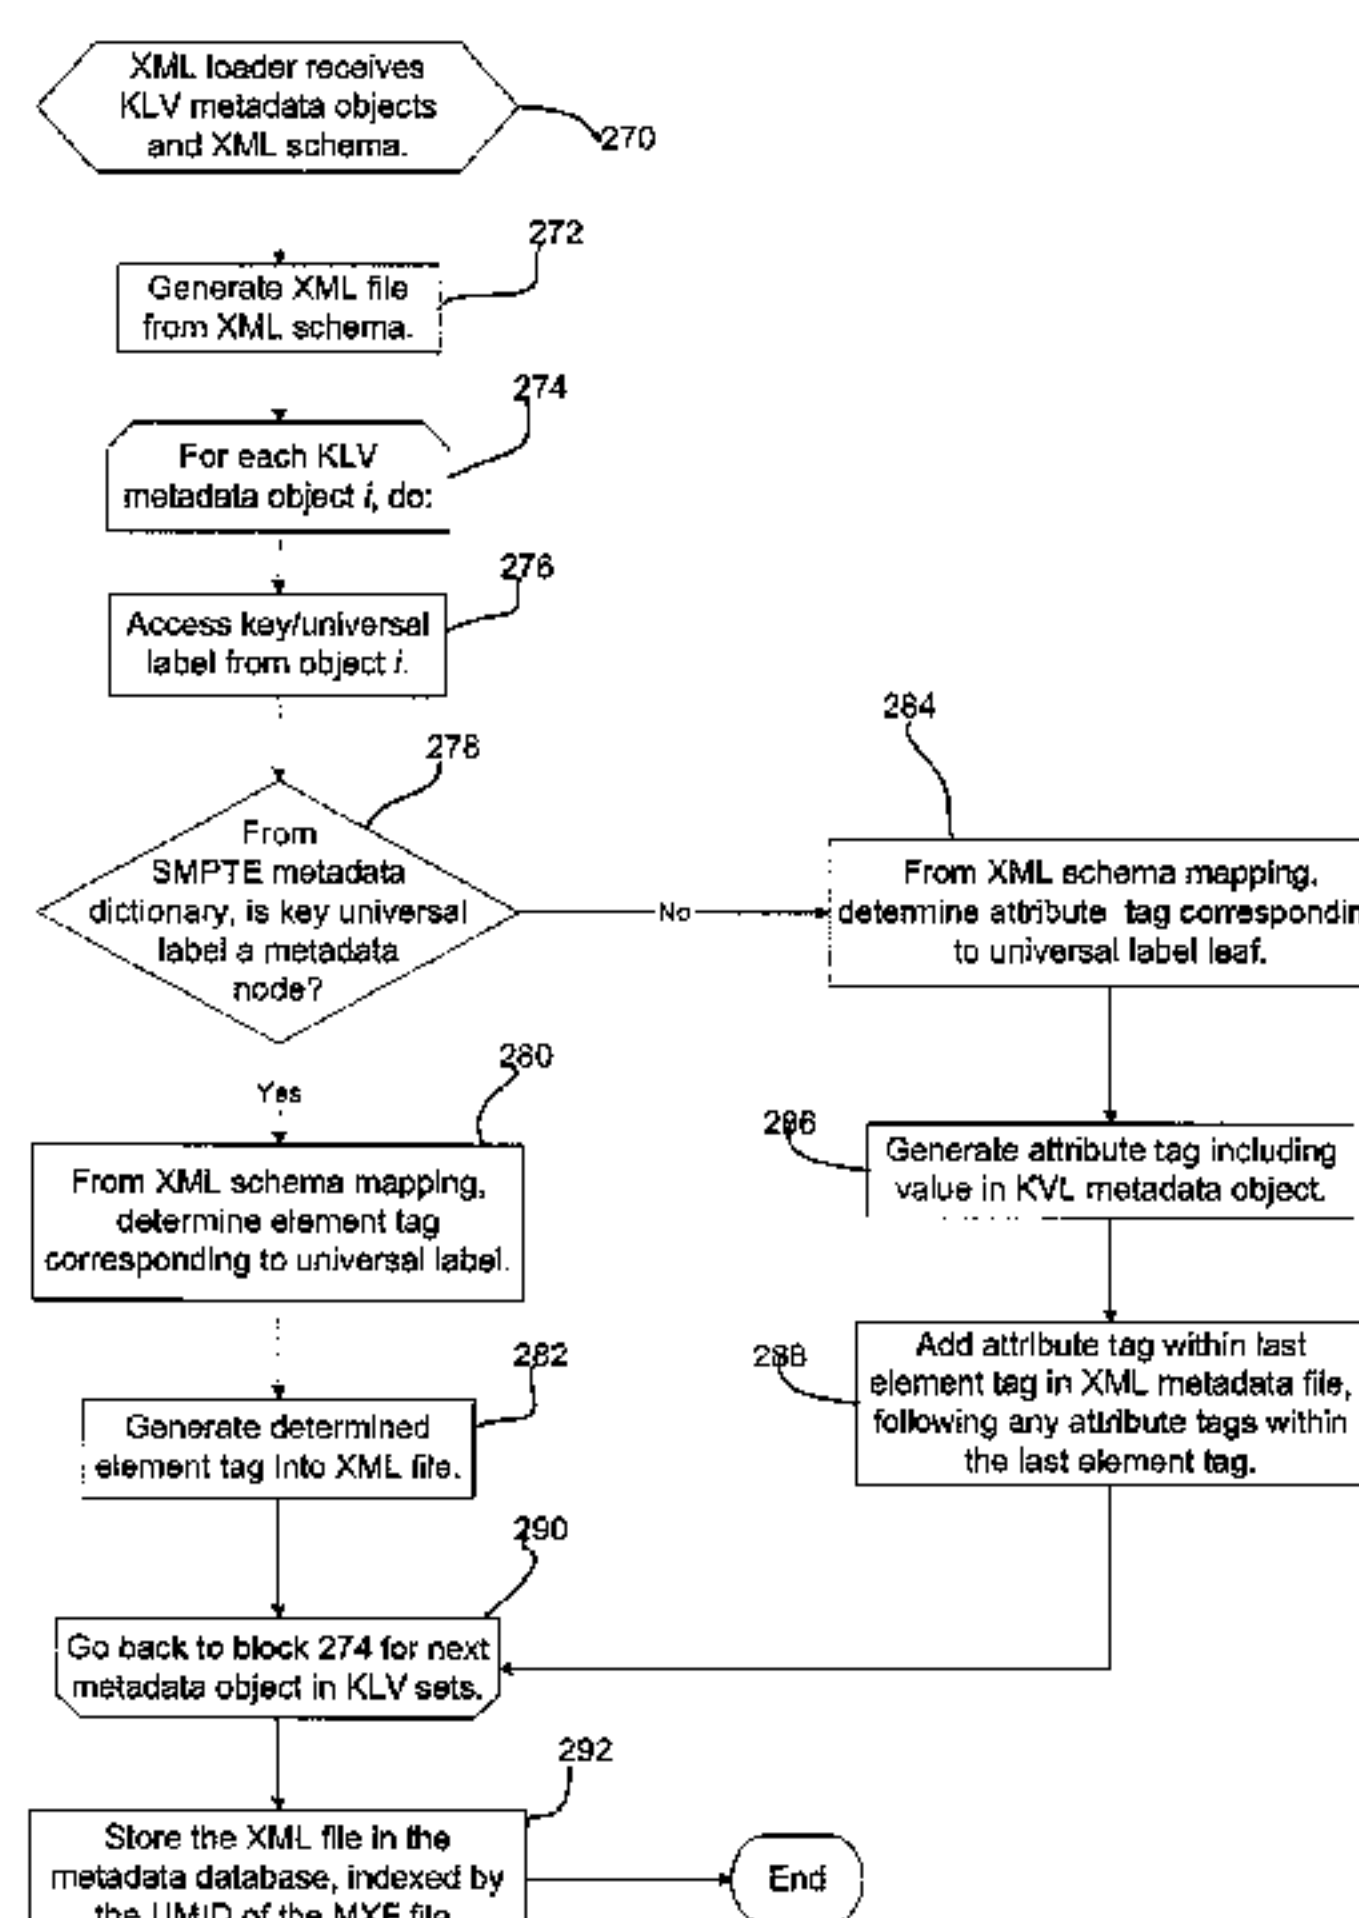 XML loader receives
KLV metadata objects
and XML schema.
270
272
Generate XML file
from XML schema.
274
For each KLV
metadata object i, do:
276
Access key/universal
label from object i.
278
From
SMPTE metadata
dictionary, is key universal
label a metadata
node?
No
284
From XML schema mapping,
determine attribute tag correspondin
to universal label leaf.
Yes
280
From XML schema mapping,
determine element tag
corresponding to universal label.
286
Generate attribute tag including
value in KVL metadata object.
282
Generate determined
element tag into XML file.
288
Add attribute tag within last
element tag in XML metadata file,
following any attribute tags within
the last element tag.
290
Go back to block 274 for next
metadata object in KLV sets.
292
Store the XML file in the
metadata database, indexed by
the UMID of the MXF file
End